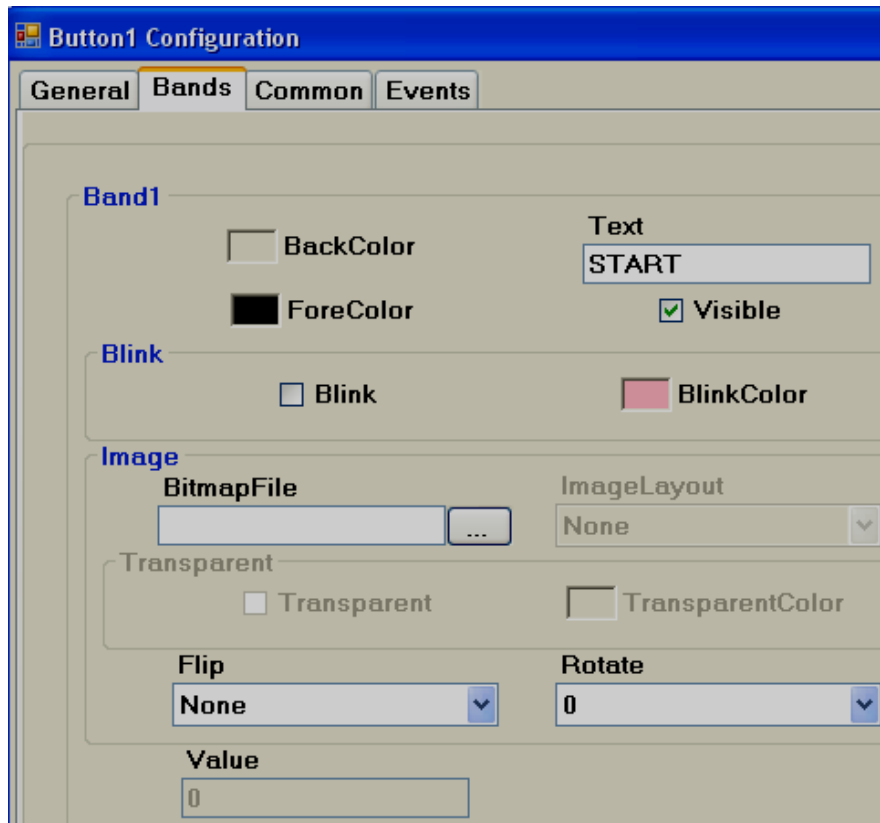 Button1 Configuration
General Bands Common Events
Band1
BackColor
Text
START
ForeColor
Visible
Blink
Blink
BlinkColor
Image
BitmapFile
ImageLayout
...
None
Transparent
Transparent
TransparentColor
Flip
Rotate
None
0
Value
0